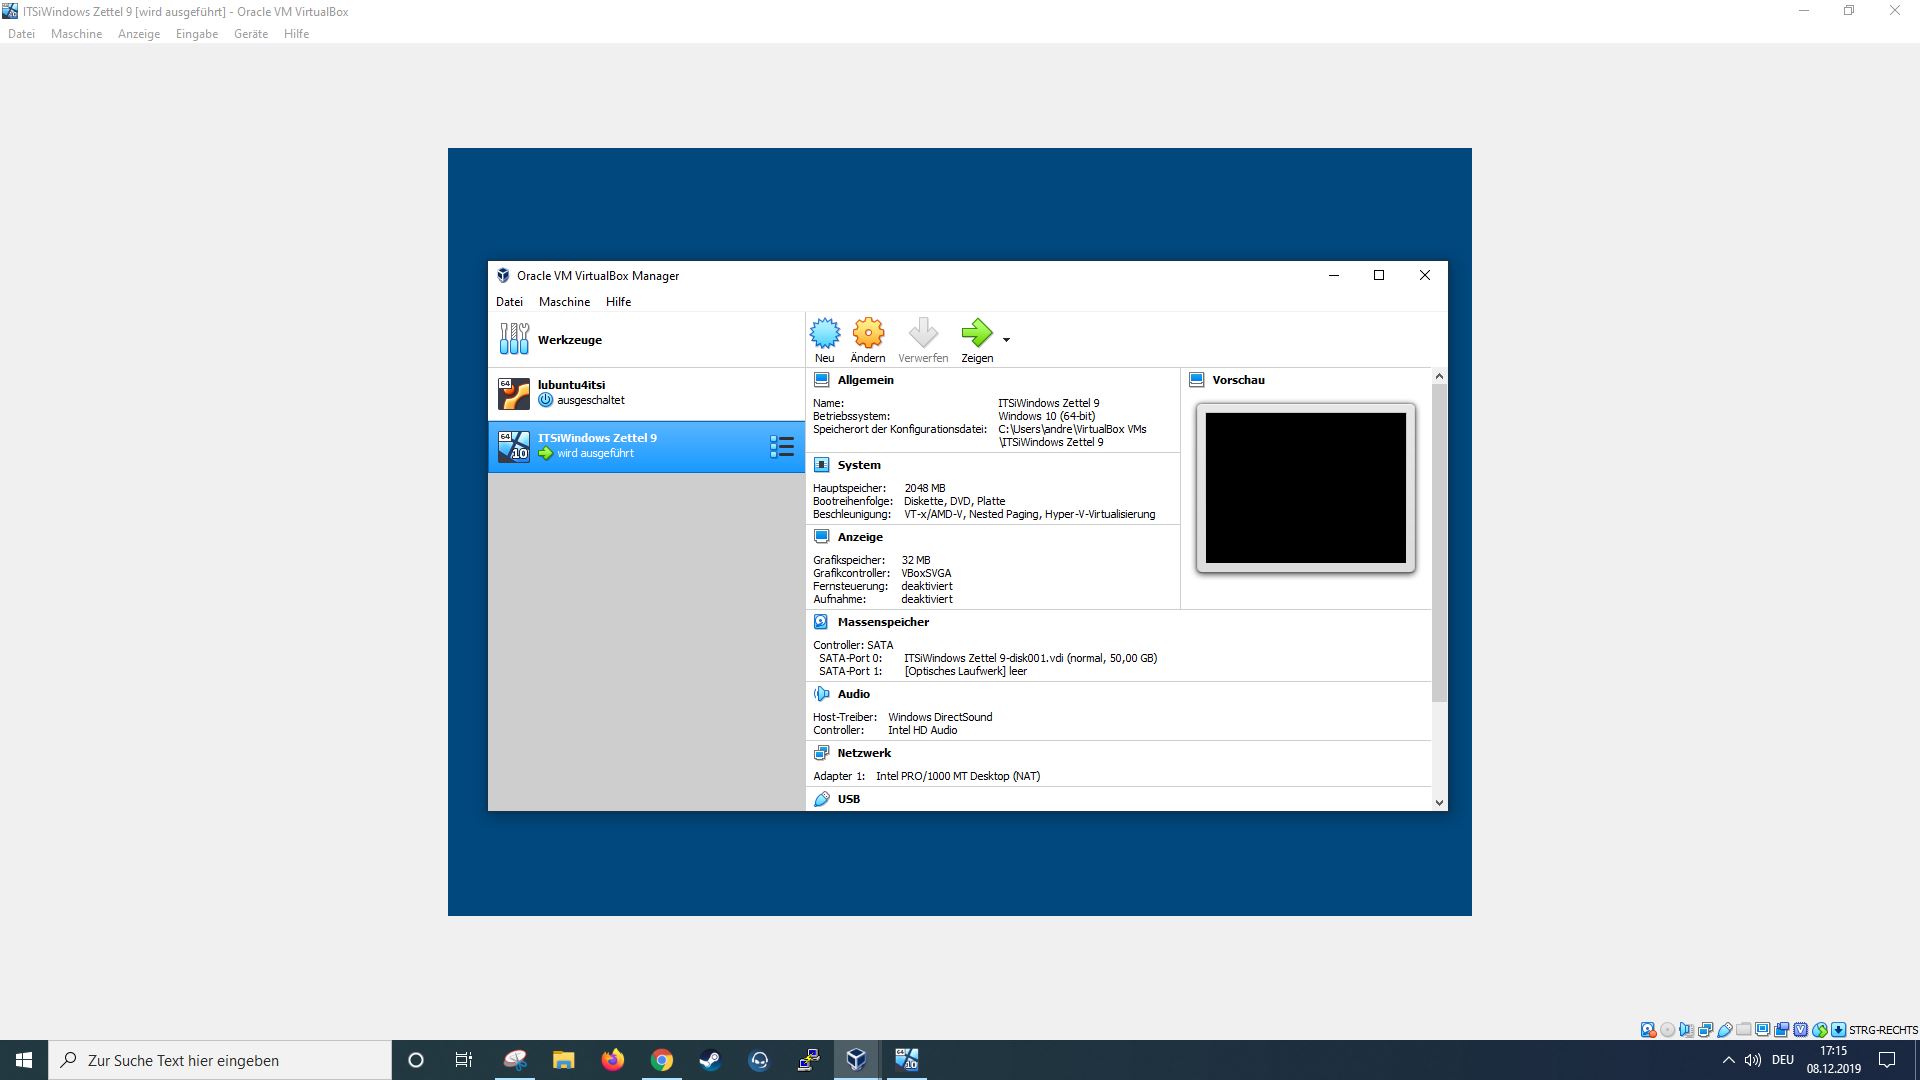 ITSiWindows Zettel 9 [wird ausgeführt] - Oracle VM VirtualBox
Datei Maschine Anzeige Eingabe Geräte Hilfe
Oracle VM VirtualBox Manager
Datei Maschine Hilfe
Werkzeuge
Neu Ändern Verwerfen Zeigen
64
lubuntu4itsi
ausgeschaltet
64
10
ITSiWindows Zettel 9
wird ausgeführt
Allgemein
Name: ITSiWindows Zettel 9
Betriebssystem: Windows 10 (64-bit)
Speicherort der Konfigurationsdatei: C:\Users\andre\VirtualBox VMs
\ITSiWindows Zettel 9
Vorschau
System
Hauptspeicher: 2048 MB
Bootreihenfolge: Diskette, DVD, Platte
Beschleunigung: VT-x/AMD-V, Nested Paging, Hyper-V-Virtualisierung
Anzeige
Grafikspeicher: 32 MB
Grafikcontroller: VBoxSVGA
Fernsteuerung: deaktiviert
Aufnahme: deaktiviert
Massenspeicher
Controller: SATA
SATA-Port 0: ITSiWindows Zettel 9-disk001.vdi (normal, 50,00 GB)
SATA-Port 1: [Optisches Laufwerk] leer
Audio
Host-Treiber: Windows DirectSound
Controller: Intel HD Audio
Netzwerk
Adapter 1: Intel PRO/1000 MT Desktop (NAT)
USB
STRG-RECHTS
Zur Suche Text hier eingeben
64
10
DEU
17:15
08.12.2019